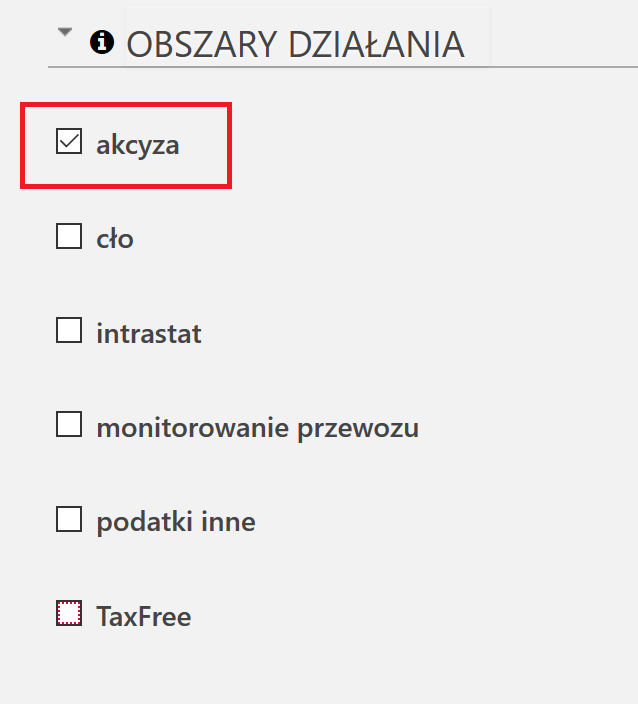 OBSZARY DZIAŁANIA
akcyza
cło
intrastat
monitorowanie przewozu
podatki inne
TaxFree